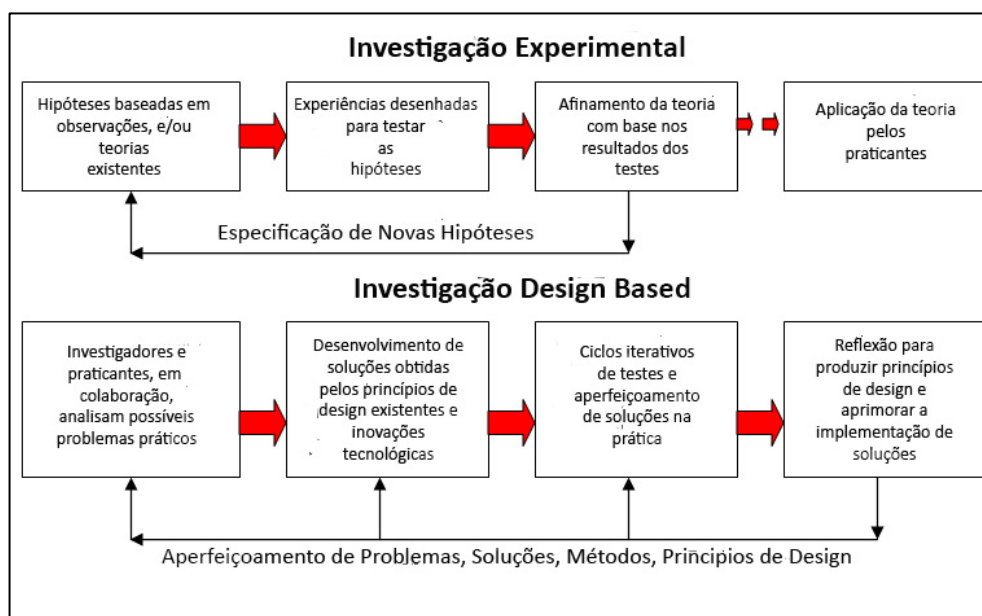 Investigação Experimental
Hipóteses baseadas em
observações, e/ou
teorias
existentes
Experiências desenhadas
para testar
as
hipóteses
Afinamento da teoria
com base nos
resultados dos
testes
Aplicação da teoria
pelos
praticantes
Especificação de Novas Hipóteses
Investigação Design Based
Investigadores e
praticantes, em
colaboração,
analisam possíveis
problemas práticos
Desenvolvimento de
soluções obtidas
pelos princípios de
design existentes e
inovações
tecnológicas
Ciclos iterativos
de testes e
aperfeiçoamento
de soluções na
prática
Reflexão para
produzir princípios
de design e
aprimorar a
implementação de
soluções
Aperfeiçoamento de Problemas, Soluções, Métodos, Principios de Design